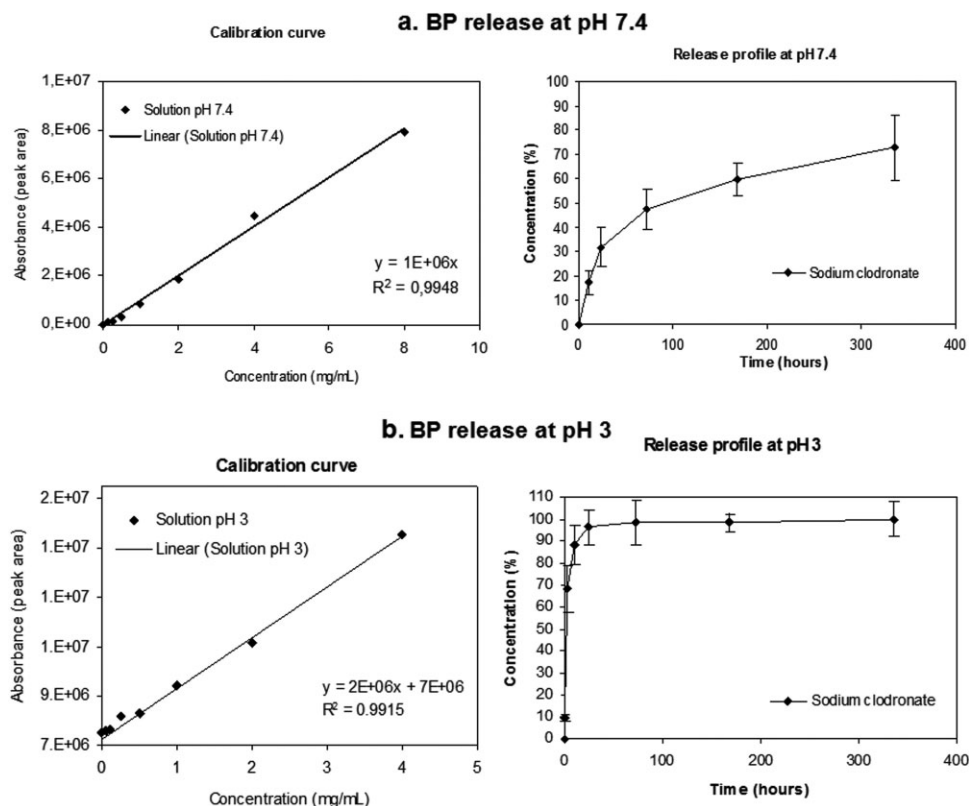 a. BP release at pH 7.4
Calibration curve
Absorbance (peak area)
1,E+07
8,E+06
6,E+06
4,E+06
2,E+06
0,E+00
0
2
4
6
8
10
Concentration (mg/mL)
Solution pH 7.4
Linear (Solution pH 7.4)
y = 1E+06x
R² = 0,9948
Release profile at pH 7.4
Concentration (%)
100
90
80
70
60
50
40
30
20
10
0
0
100
200
300
400
Time (hours)
Sodium clodronate
b. BP release at pH 3
Calibration curve
Absorbance (peak area)
2,E+07
1,E+07
1,E+07
1,E+07
9,E+06
7,E+06
0
1
2
3
4
5
Concentration (mg/mL)
Solution pH 3
Linear (Solution pH 3)
y = 2E+06x + 7E+06
R² = 0.9915
Release profile at pH 3
Concentration (%)
110
100
90
80
70
60
50
40
30
20
10
0
0
100
200
300
400
Time (hours)
Sodium clodronate